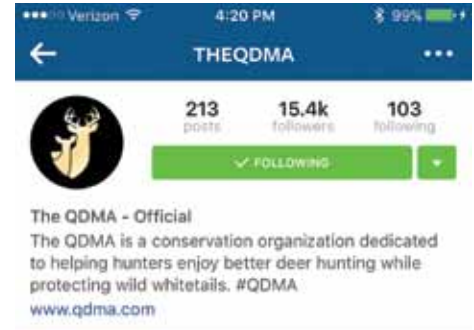 Verizon 4:20 PM 99%
THEQDMA
213 15.4k 103
posts followers following
FOLLOWING
The QDMA - Official
The QDMA is a conservation organization dedicated
to helping hunters enjoy better deer hunting while
protecting wild whitetails. #QDMA
www.qdma.com